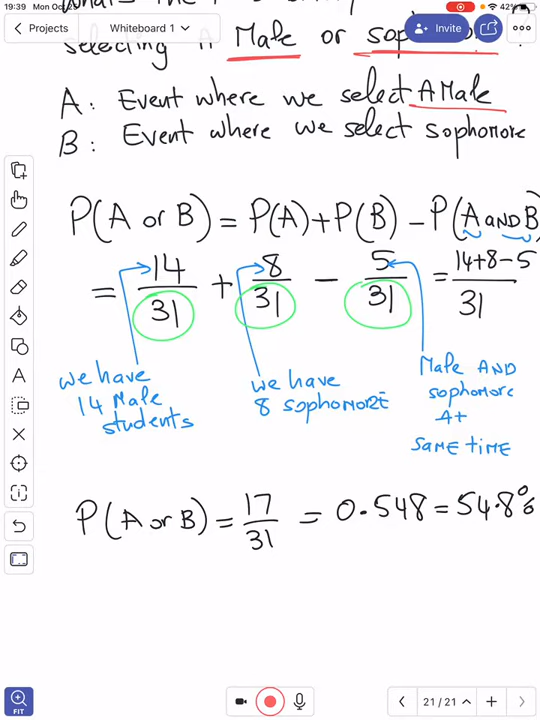 19:39 Mon Oct 42%
Projects Whiteboard 1 Invite
selecting A Male or
A: Event where we select A Male
B: Event where we select sophomore
P(A or B) = P(A) + P(B) - P(A and B)
= 14/31 + 8/31 - 5/31 = 14+8-5/31
we have
14 Male
students
we have
8 sophomore
Male AND
sophomore
At
same time
P(A or B) = 17/31 = 0.548 = 54.8%
A
FIT
21/21